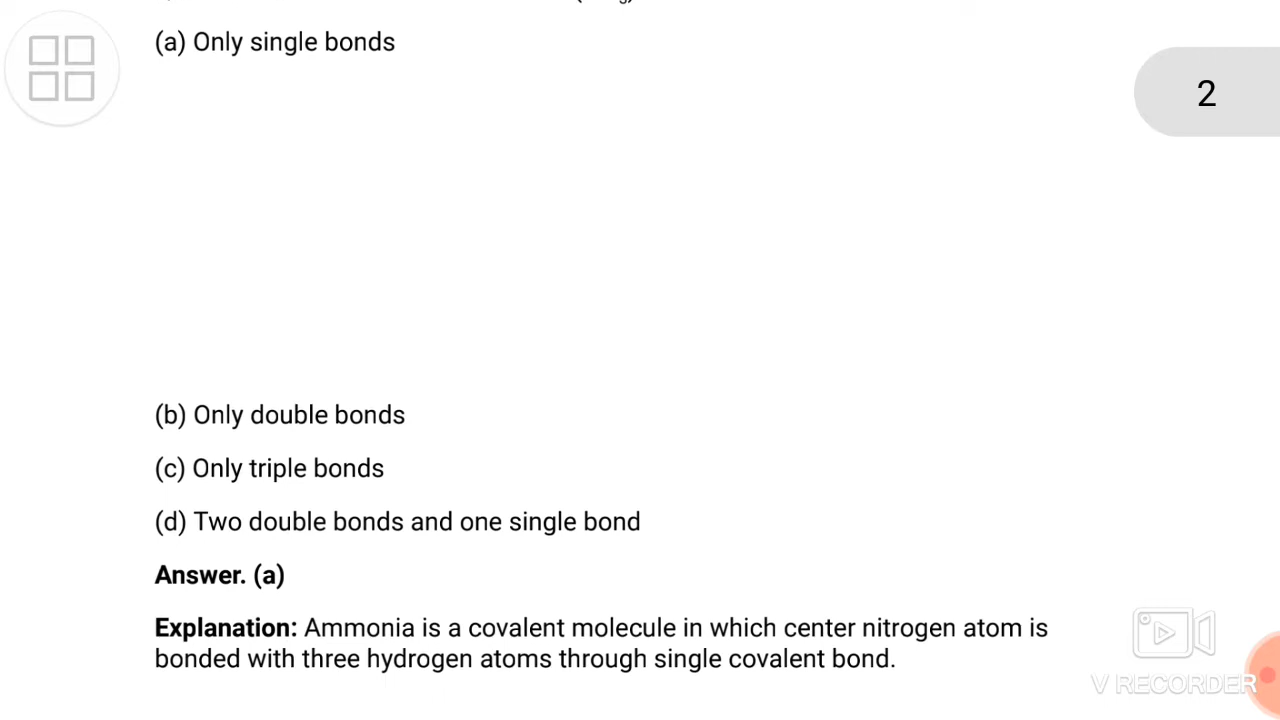 (a) Only single bonds
2
(b) Only double bonds
(c) Only triple bonds
(d) Two double bonds and one single bond
Answer. (a)
Explanation: Ammonia is a covalent molecule in which center nitrogen atom is
bonded with three hydrogen atoms through single covalent bond.
V RECORDER